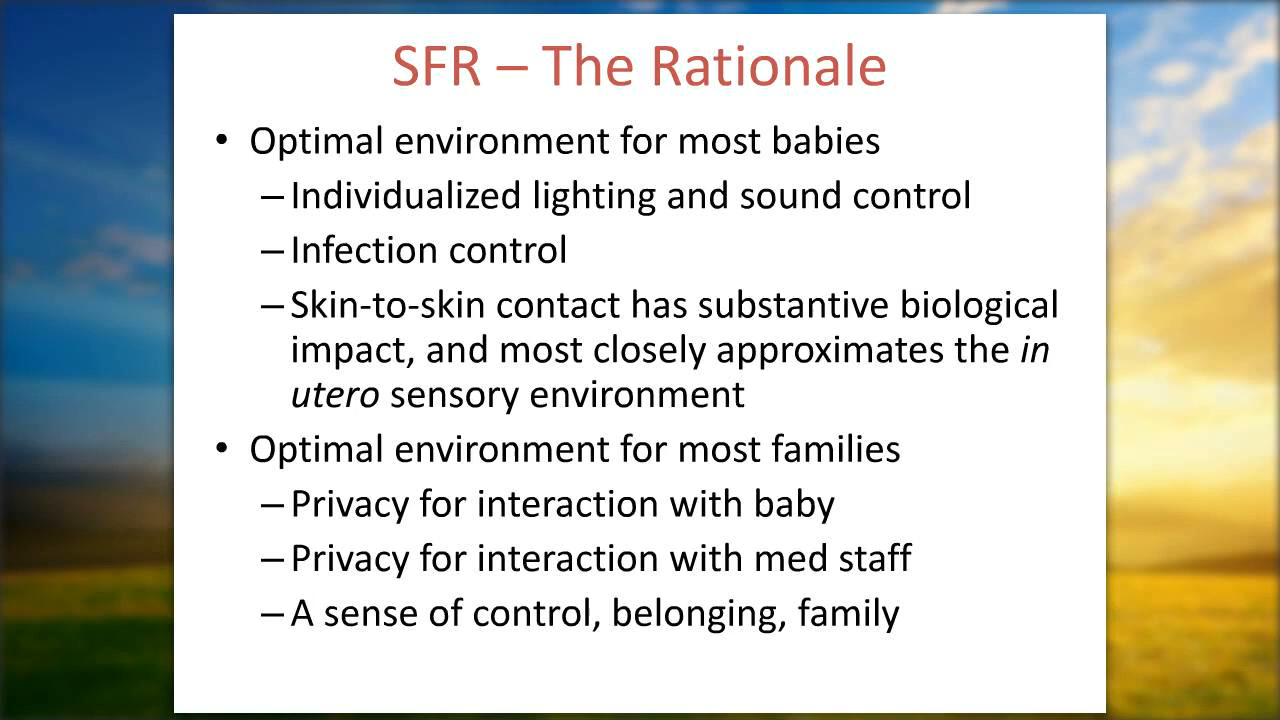 SFR – The Rationale
• Optimal environment for most babies
– Individualized lighting and sound control
– Infection control
– Skin-to-skin contact has substantive biological
impact, and most closely approximates the in
utero sensory environment
• Optimal environment for most families
– Privacy for interaction with baby
– Privacy for interaction with med staff
– A sense of control, belonging, family